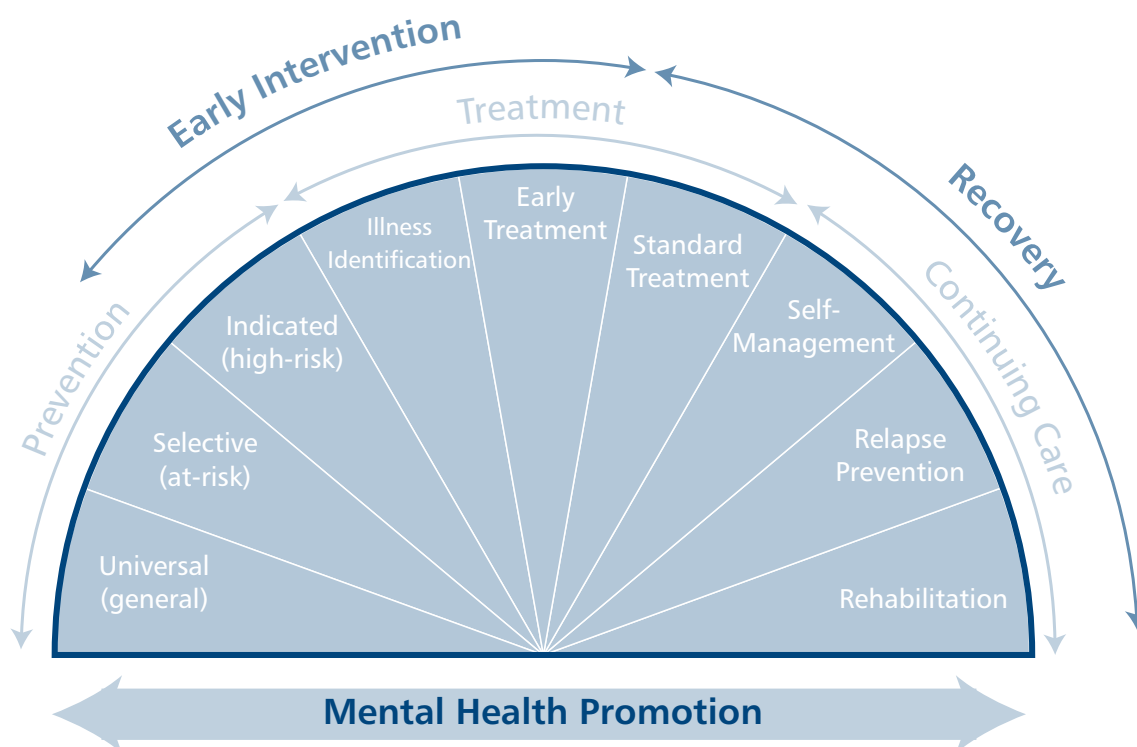 Early Intervention
Treatment
Recovery
Prevention
Continuing Care
Universal
(general)
Selective
(at-risk)
Indicated
(high-risk)
Illness
Identification
Early
Treatment
Standard
Treatment
Self-
Management
Relapse
Prevention
Rehabilitation
Mental Health Promotion